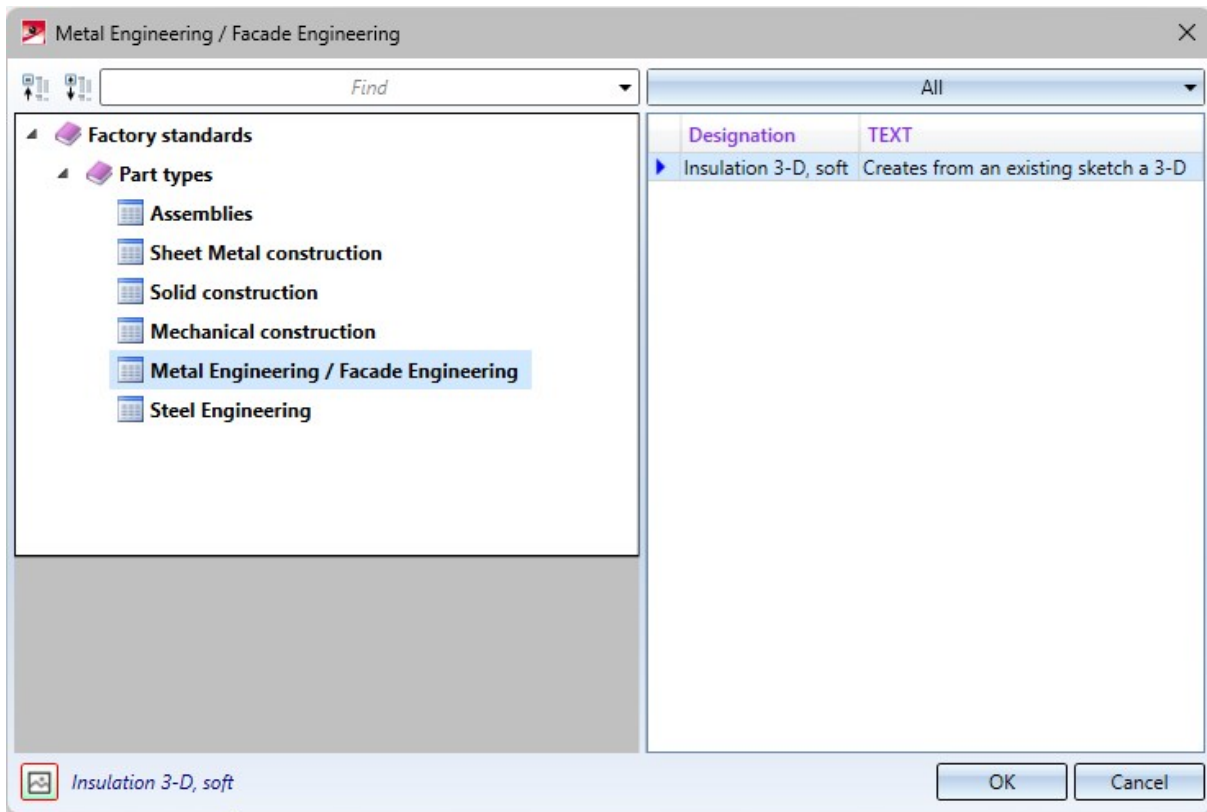 Metal Engineering / Facade Engineering
Find
All
Factory standards
Part types
Assemblies
Sheet Metal construction
Solid construction
Mechanical construction
Metal Engineering / Facade Engineering
Steel Engineering
Designation TEXT
Insulation 3-D, soft Creates from an existing sketch a 3-D
Insulation 3-D, soft
OK Cancel